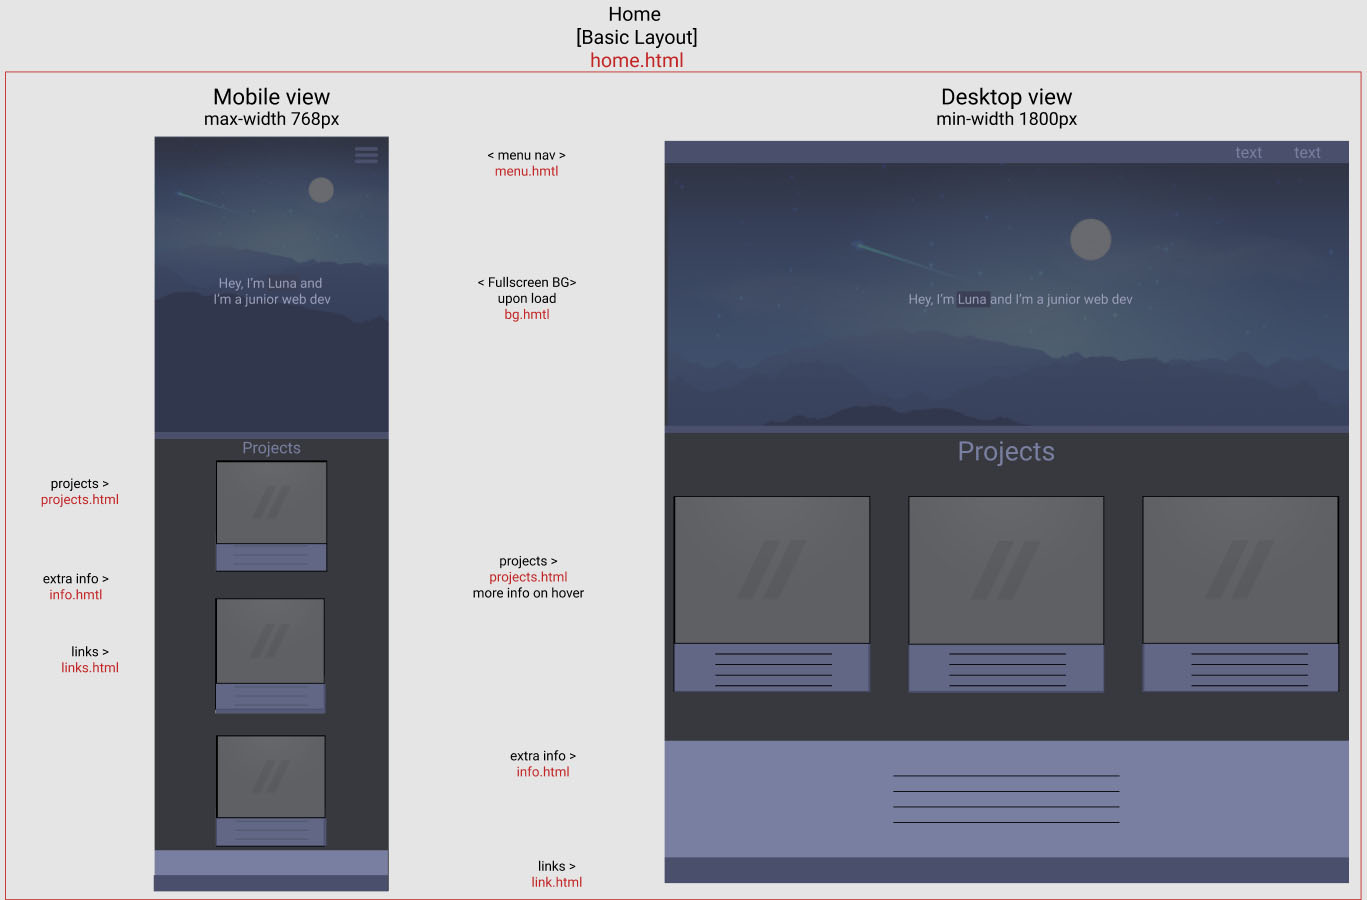 Home
[Basic Layout]
home.html
Mobile view
max-width 768px
Desktop view
min-width 1800px
< menu nav >
menu.hmtl
text text
< Fullscreen BG>
upon load
bg.hmtl
Hey, I'm Luna and
I'm a junior web dev
Hey, I'm Luna and I'm a junior web dev
Projects
Projects
projects >
projects.html
extra info >
info.hmtl
links >
links.html
projects >
projects.html
more info on hover
extra info >
info.html
links >
link.html